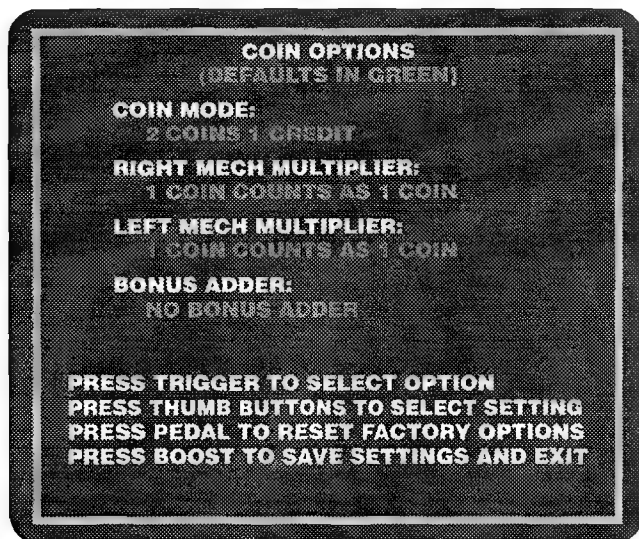 COIN OPTIONS
(DEFAULTS IN GREEN)
COIN MODE:
2 COINS 1 CREDIT
RIGHT MECH MULTIPLIER:
1 COIN COUNTS AS 1 COIN
LEFT MECH MULTIPLIER:
1 COIN COUNTS AS 1 COIN
BONUS ADDER:
NO BONUS ADDER
PRESS TRIGGER TO SELECT OPTION
PRESS THUMB BUTTONS TO SELECT SETTING
PRESS PEDAL TO RESET FACTORY OPTIONS
PRESS BOOST TO SAVE SETTINGS AND EXIT